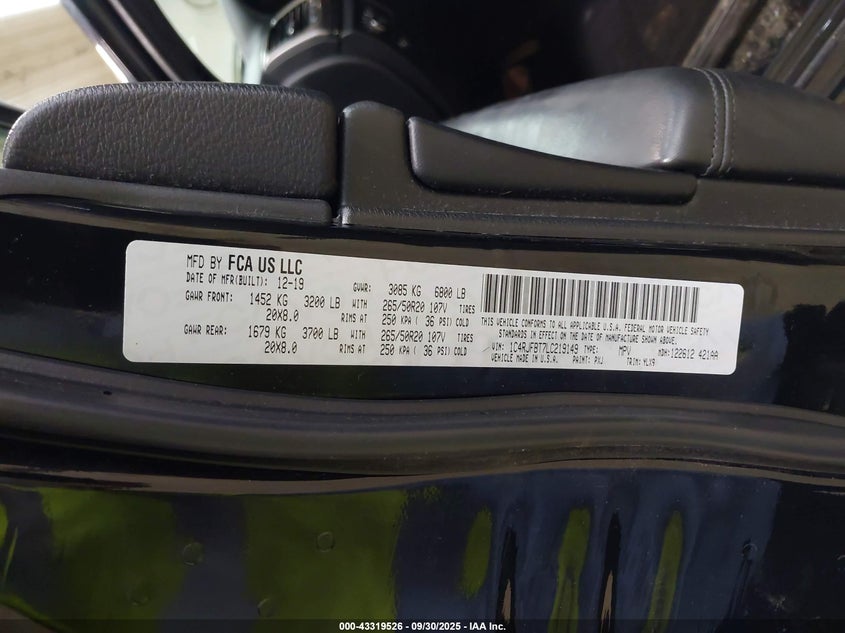 MFD BY FCA US LLC
DATE OF MFR(BUILT): 12-19 GVWR: 3085 KG 6800 LB
GAWR FRONT: 1452 KG 3200 LB WITH 265/50R20 107V TIRES
20X8.0 RIMS AT 250 KPA ( 36 PSI) COLD
GAWR REAR: 1679 KG 3700 LB WITH 265/50R20 107V TIRES
20X8.0 RIMS AT 250 KPA ( 36 PSI) COLD
THIS VEHICLE CONFORMS TO ALL APPLICABLE U.S.A. FEDERAL MOTOR VEHICLE SAFETY
STANDARDS IN EFFECT ON THE DATE OF MANUFACTURE SHOWN ABOVE.
VIN: 1C4RJFBT7LC219149 TYPE: MPV MDH: 122612 421AA
VEHICLE MADE IN U.S.A. PAINT: PXJ TRIM: YLX9
000-43319526 - 09/30/2025 - IAA Inc.